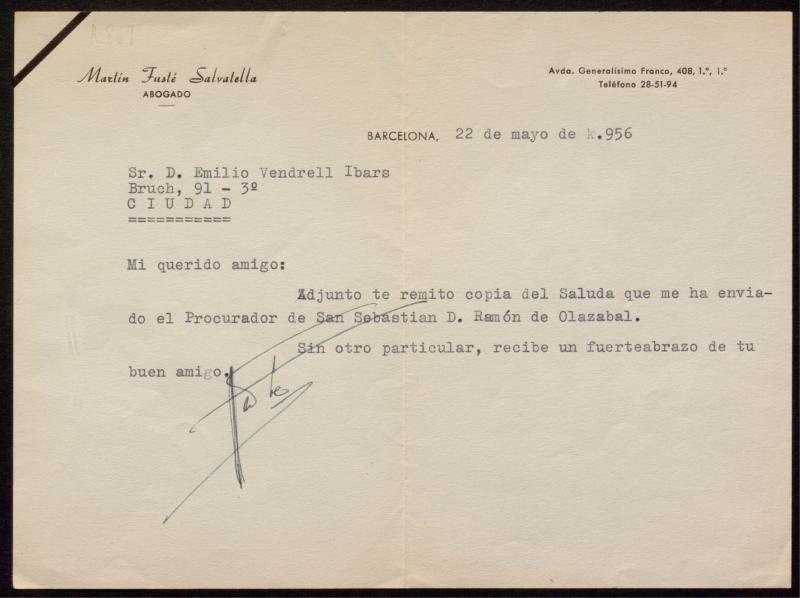 Martín Fusté Salvatella
ABOGADO
Avda. Generalísimo Franco, 408, 1.º, 1.ª
Teléfono 28-51-94
BARCELONA, 22 de mayo de k.956
Sr. D. Emilio Vendrell Ibars
Bruch, 91 - 3º
C I U D A D
===========
Mi querido amigo:
Adjunto te remito copia del Saluda que me ha envia-
do el Procurador de San Sebastian D. Ramón de Olazabal.
Sin otro particular, recibe un fuerteabrazo de tu
buen amigo.